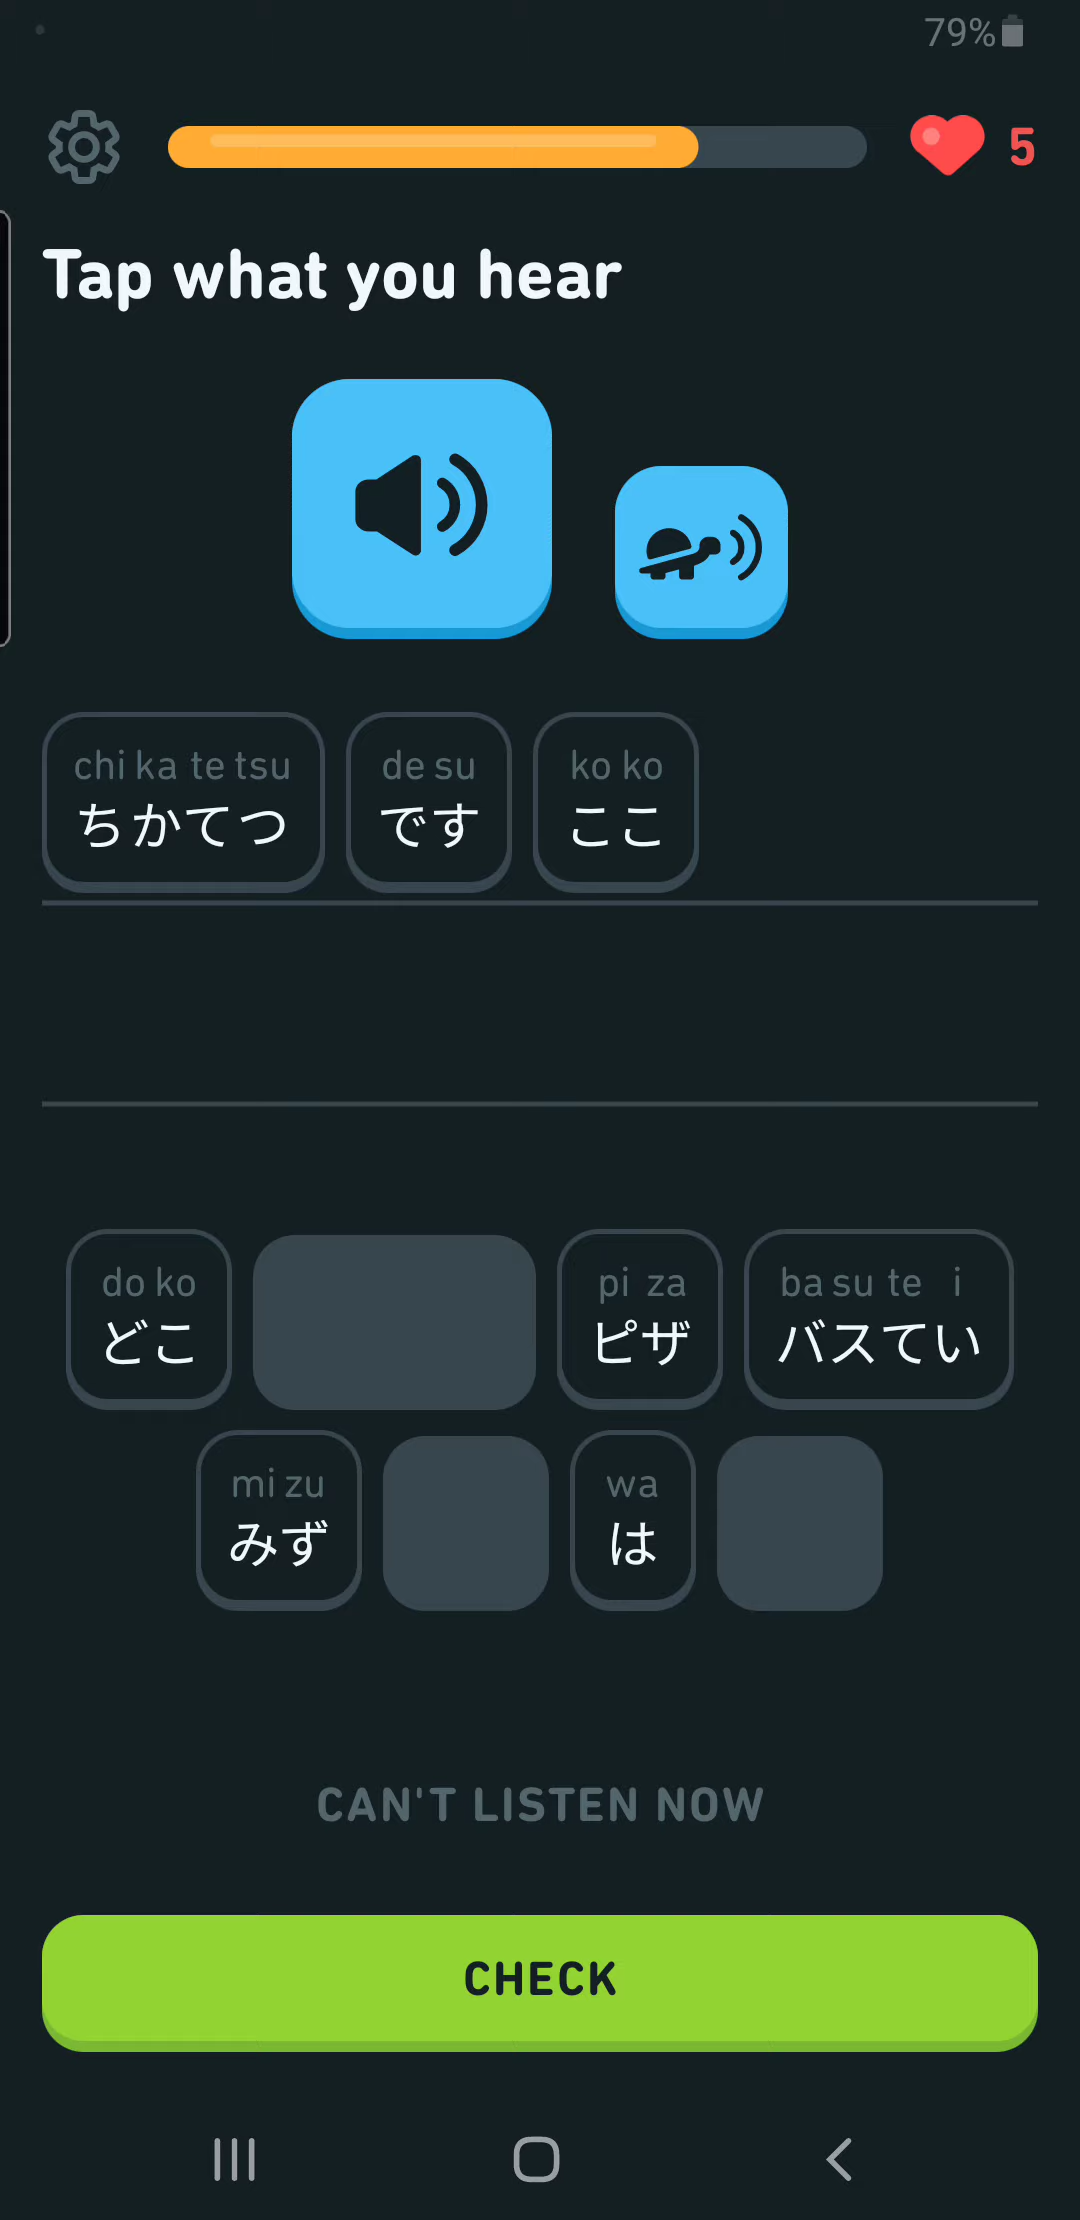 79%
5
Tap what you hear
chi ka te tsu de su ko ko
ちかてつ です ここ
do ko pi za ba su te i
どこ ピザ バスてい
mi zu wa
みず は
CAN'T LISTEN NOW
CHECK